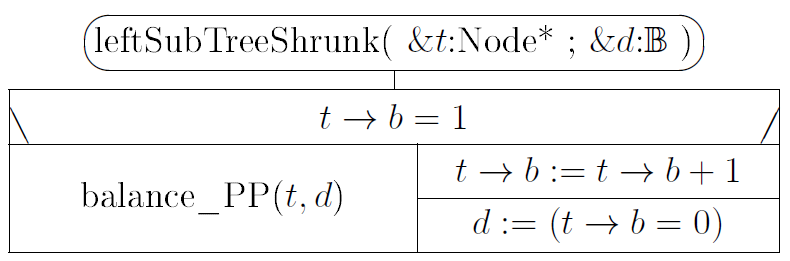 leftSubTreeShrunk( &t:Node* ; &d:𝔹 )
t → b = 1
balance_PP(t, d)
t → b := t → b + 1
d := (t → b = 0)